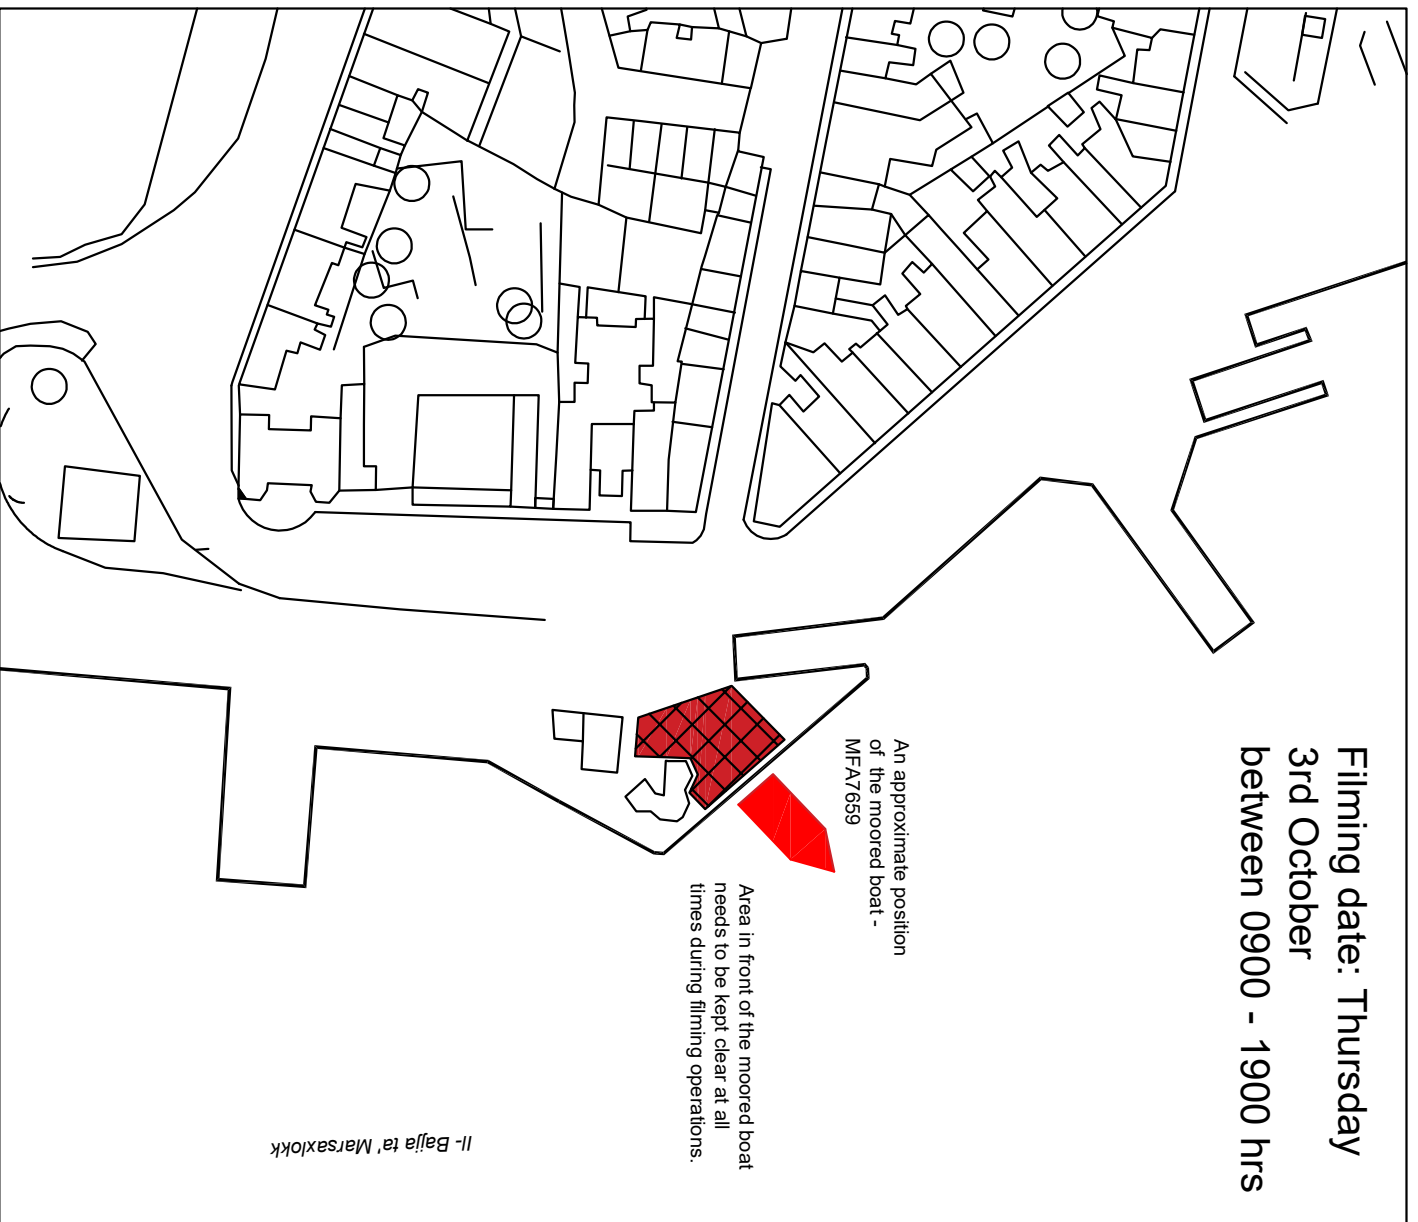 Filming date: Thursday
3rd October
between 0900 - 1900 hrs
An approximate position
of the moored boat -
MFA7659
Area in front of the moored boat
needs to be kept clear at all
times during filming operations.
Il- Bajja ta' Marsaxlokk